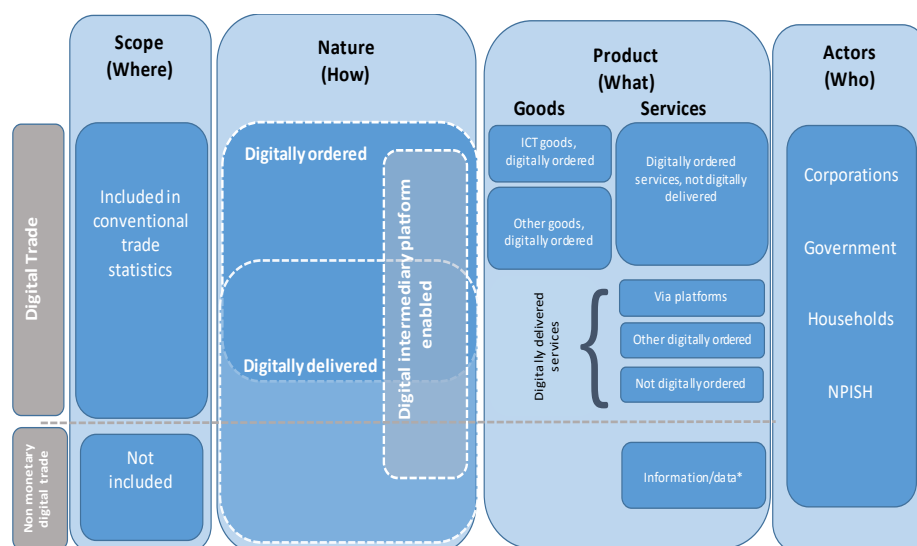 Scope
(Where)
Nature
(How)
Product
(What)
Actors
(Who)
Goods
Services
Digital Trade
Included in
conventional
trade
statistics
Digitally ordered
Digitally delivered
Digital intermediary platform
enabled
ICT goods,
digitally ordered
Other goods,
digitally ordered
Digitally ordered
services, not digitally
delivered
Digitally delivered
services
Via platforms
Other digitally ordered
Not digitally ordered
Corporations
Government
Households
NPISH
Non monetary
digital trade
Not
included
Information/data*